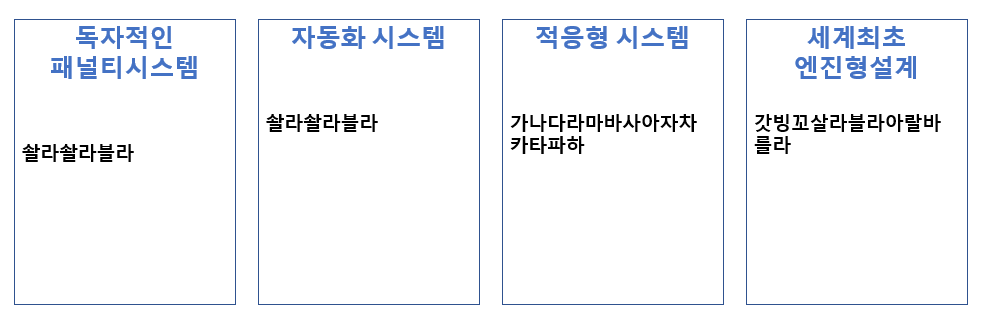 독자적인
패널티시스템
솰라솰라블라
자동화 시스템
솰라솰라블라
적응형 시스템
가나다라마바사아자차
카타파하
세계최초
엔진형설계
갓빙꼬살라블라아랄바
를라